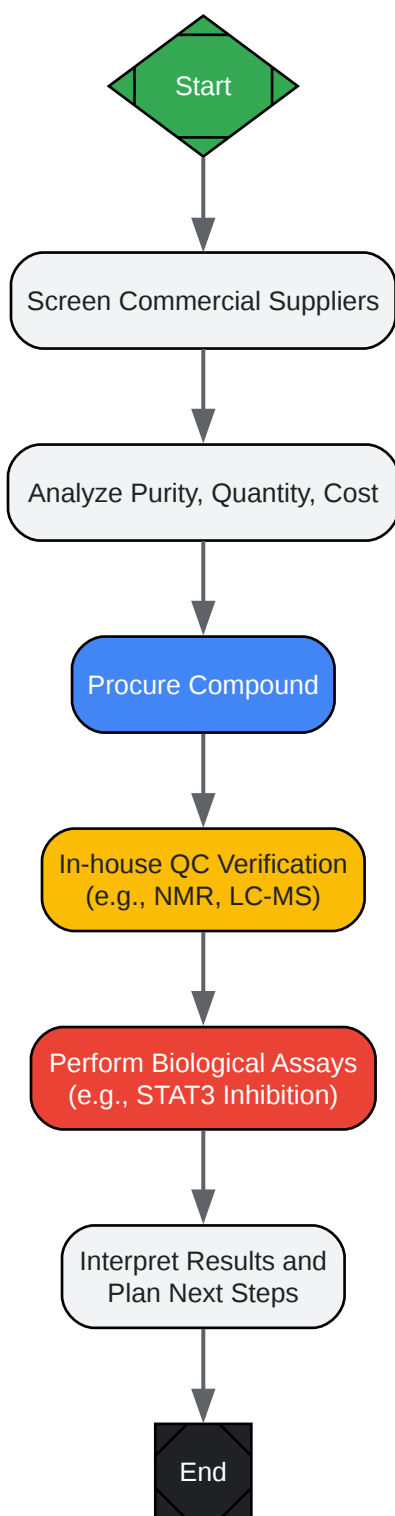 Start
Screen Commercial Suppliers
Analyze Purity, Quantity, Cost
Procure Compound
In-house QC Verification
(e.g., NMR, LC-MS)
Perform Biological Assays
(e.g., STAT3 Inhibition)
Interpret Results and
Plan Next Steps
End